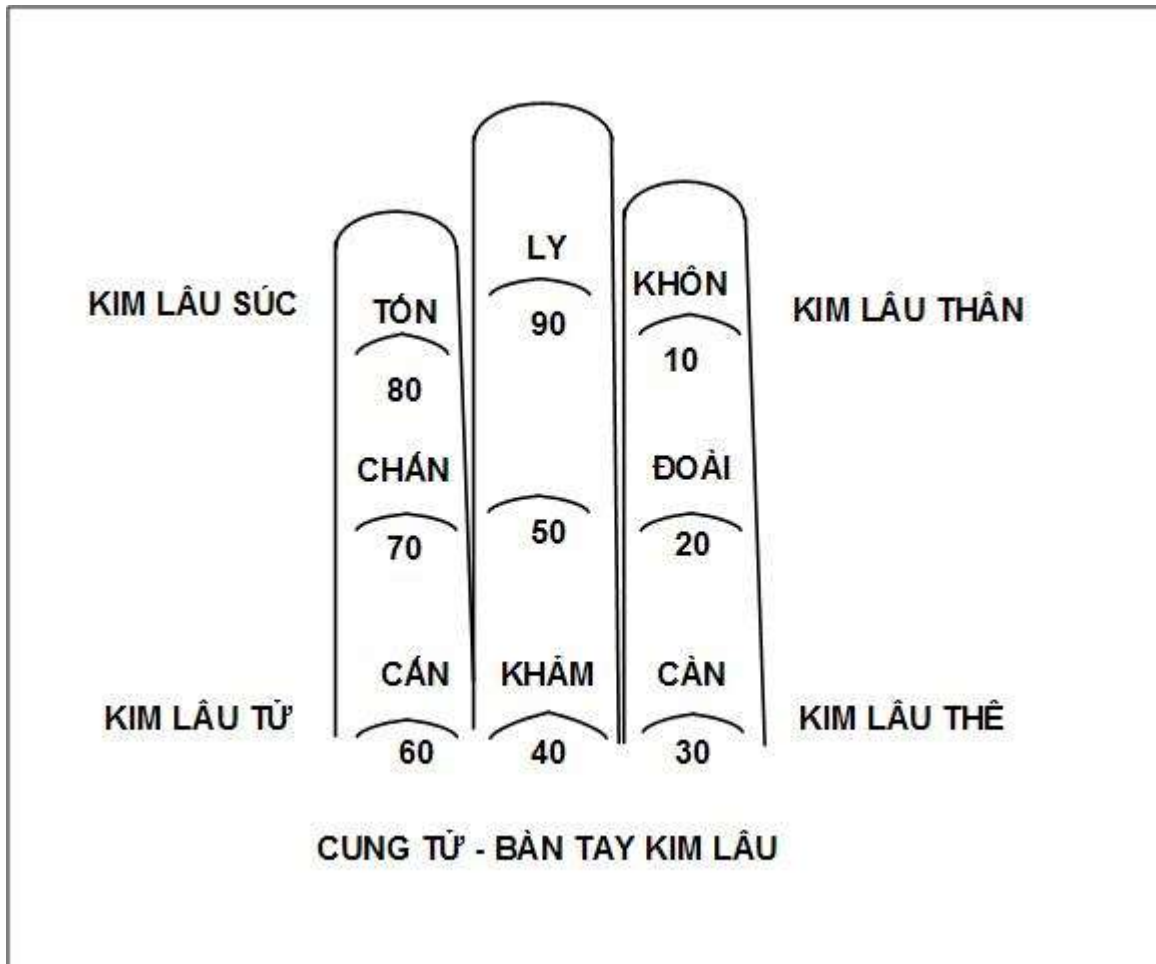 LY
KHÔN
KIM LÂU SÚC
TỐN
90
KIM LÂU THÂN
10
80
CHẤN
ĐOÀI
50
70
20
CẤN
KHẢM
CÀN
KIM LÂU TỬ
KIM LÂU THÊ
60
40
30
CUNG TỬ - BÀN TAY KIM LÂU